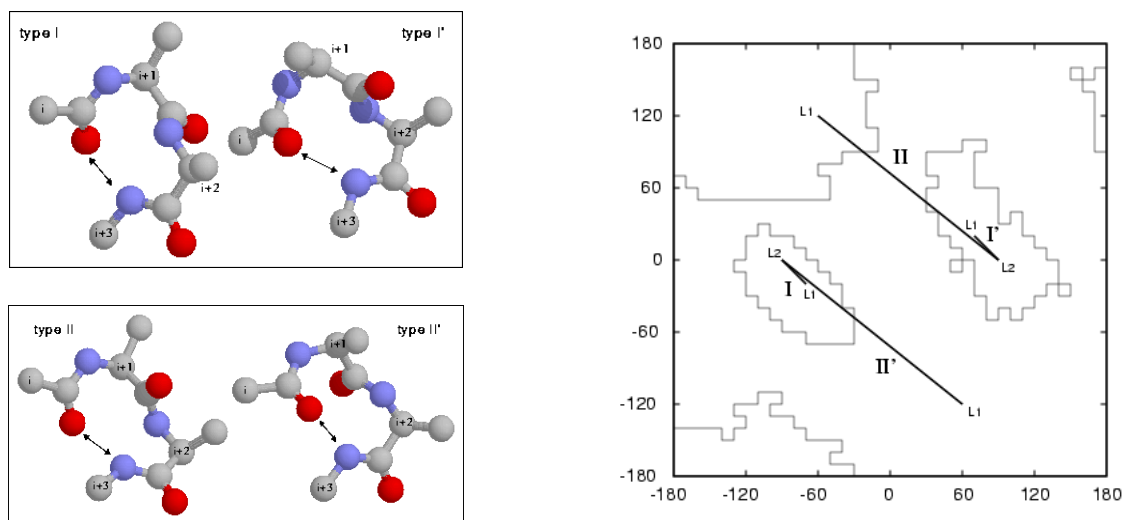 type I
type I'
i
i+1
i+2
i+3
i
i+1
i+2
i+3
type II
type II'
i
i+1
i+2
i+3
i
i+1
i+2
i+3
180
120
60
0
-60
-120
-180
-180 -120 -60 0 60 120 180
L1
II
L1
I'
L2
L2
I
L1
II'
L1